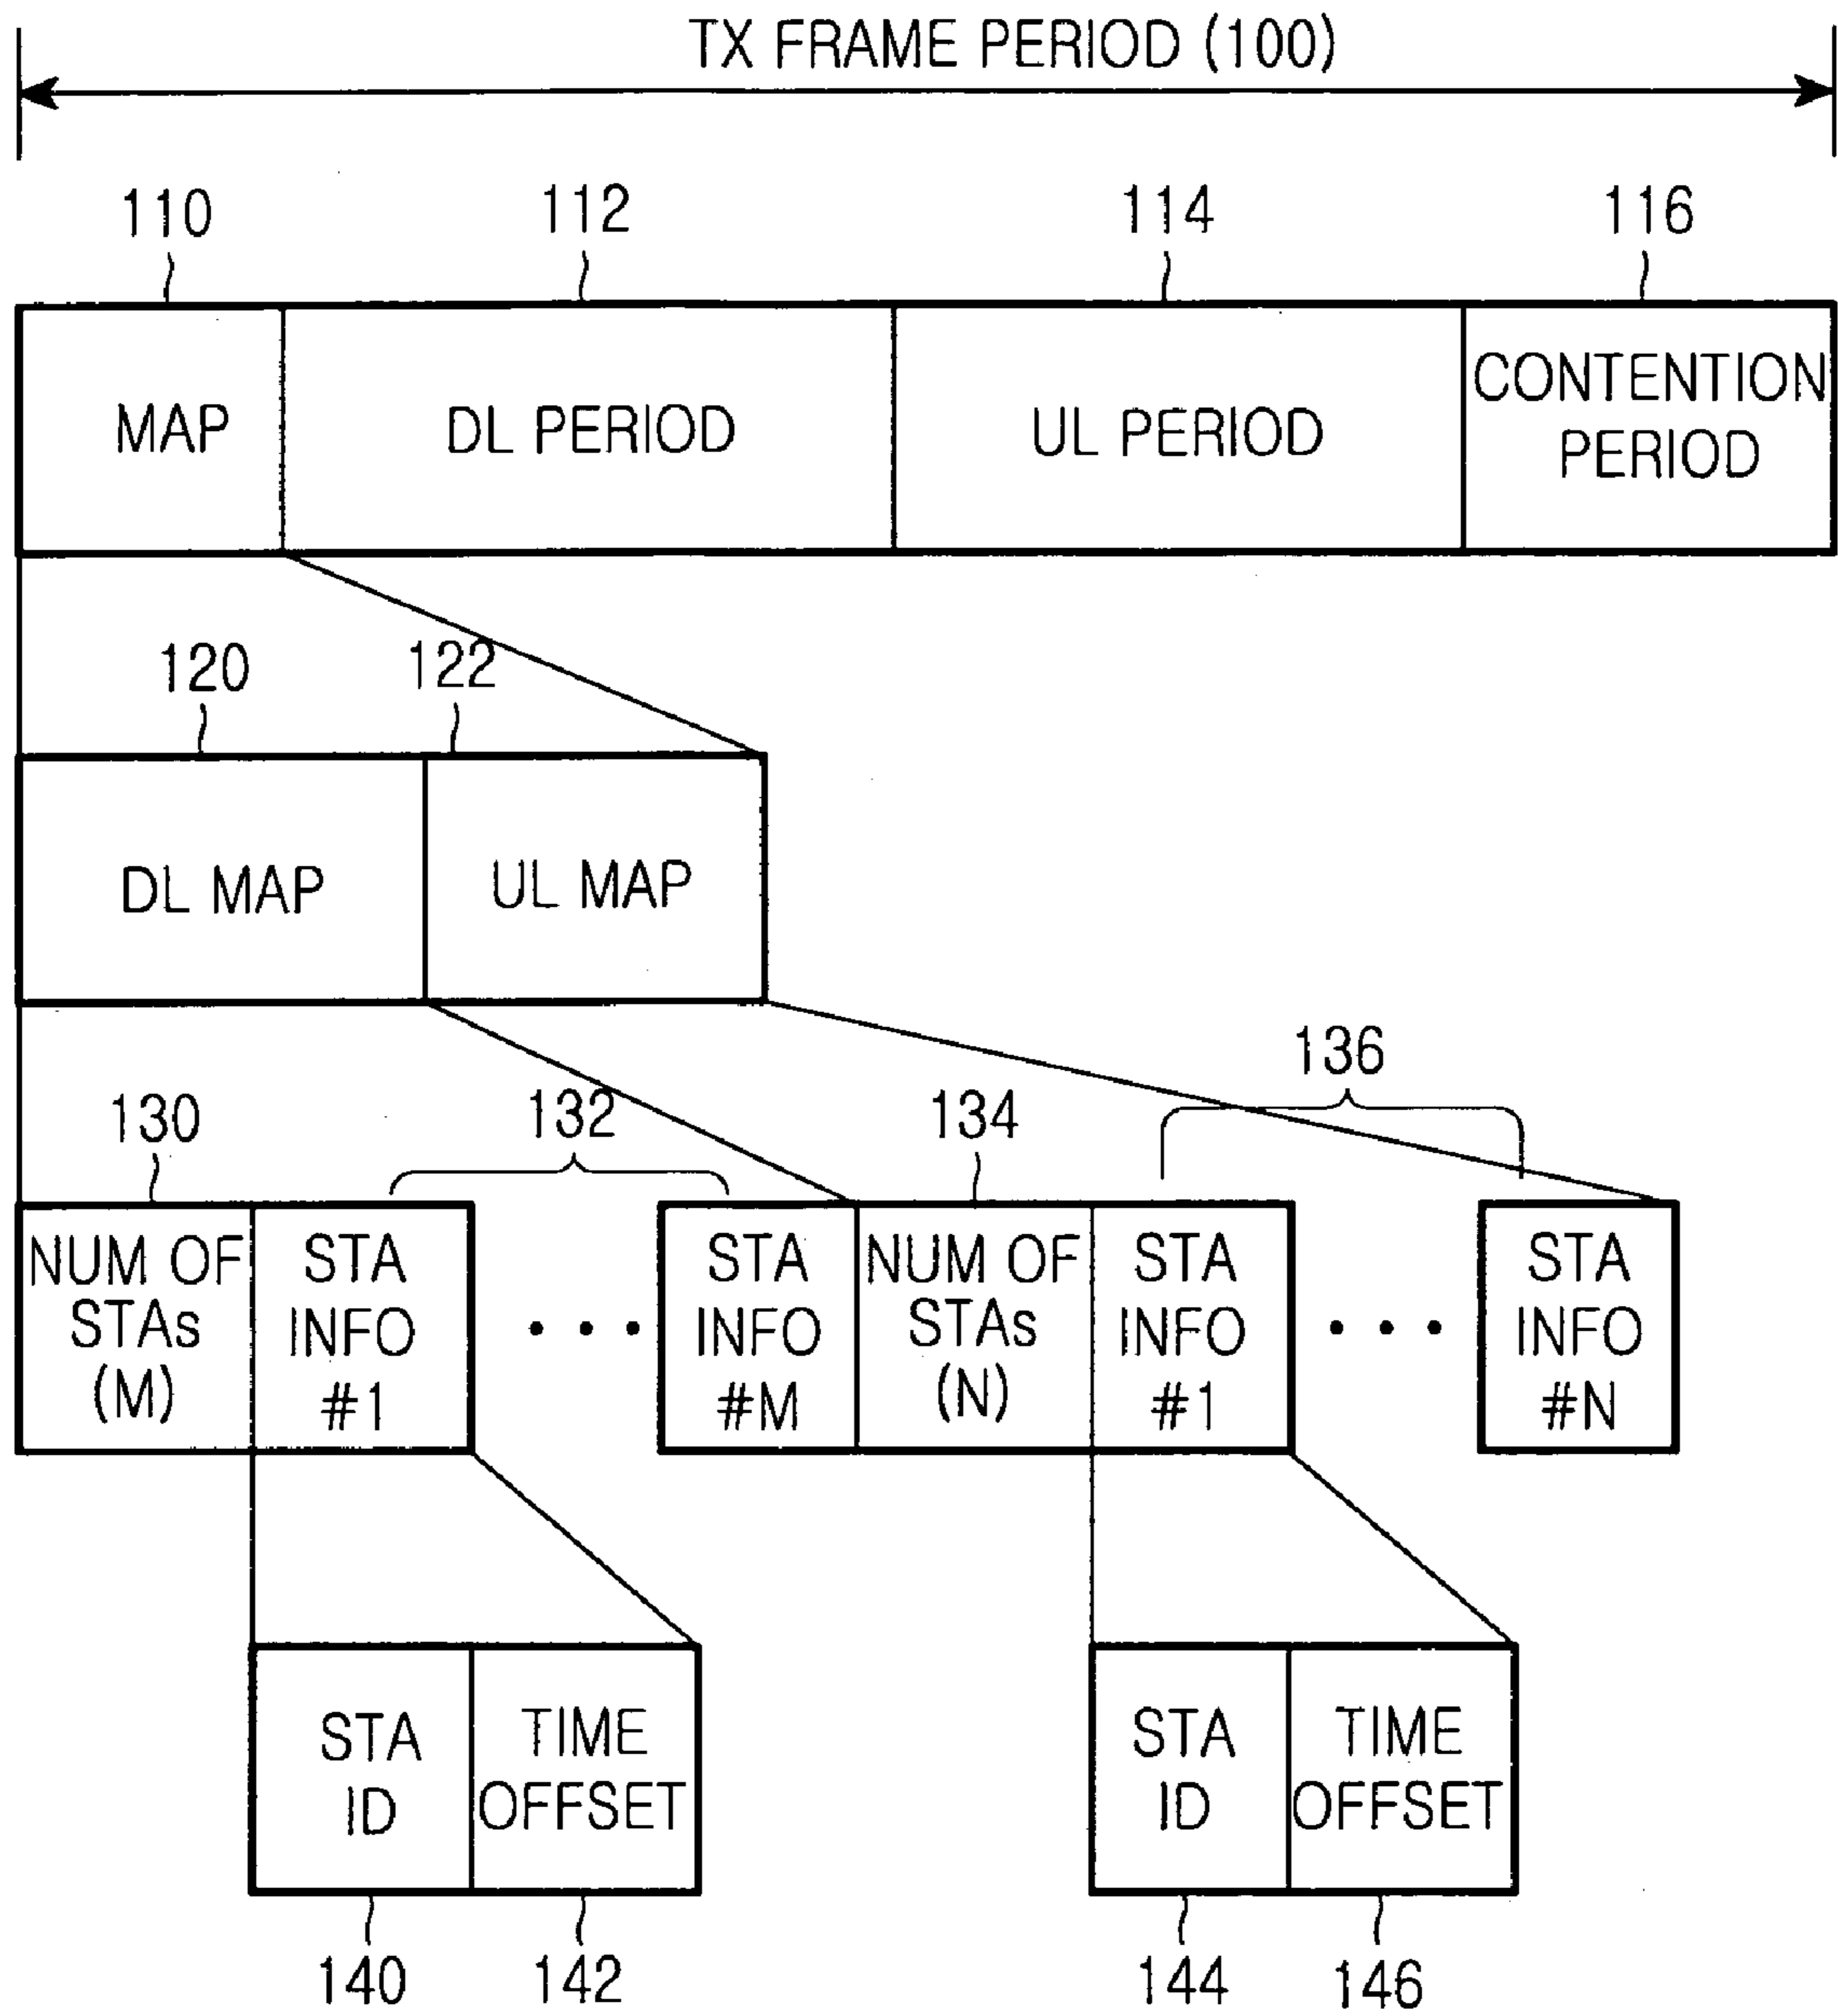 TX FRAME PERIOD (100)
110
112
114
116
MAP
DL PERIOD
UL PERIOD
CONTENTION
PERIOD
120
122
DL MAP
UL MAP
130
132
134
136
NUM OF
STAs
(M)
STA
INFO
#1
• • •
STA
INFO
#M
NUM OF
STAs
(N)
STA
INFO
#1
• • •
STA
INFO
#N
STA
ID
TIME
OFFSET
STA
ID
TIME
OFFSET
140
142
144
146